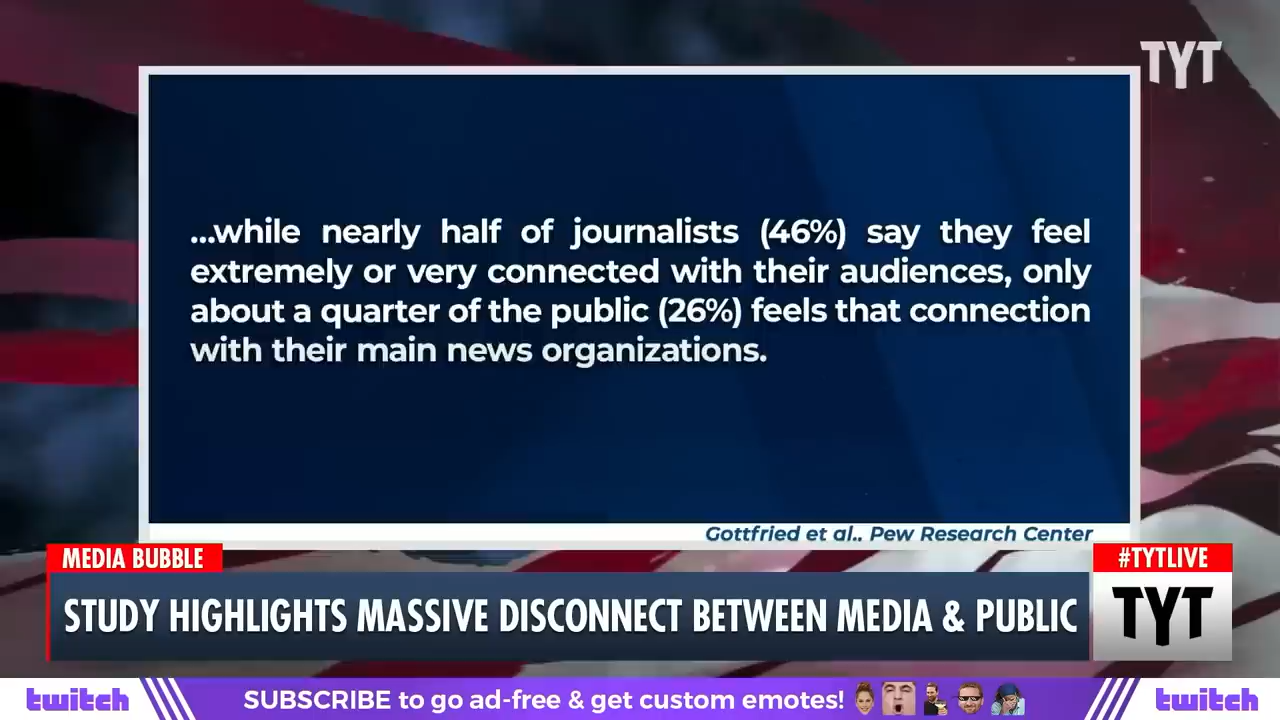 TYT
...while nearly half of journalists (46%) say they feel
extremely or very connected with their audiences, only
about a quarter of the public (26%) feels that connection
with their main news organizations.
Gottfried et al.. Pew Research Center
MEDIA BUBBLE
#TYTLIVE
STUDY HIGHLIGHTS MASSIVE DISCONNECT BETWEEN MEDIA & PUBLIC
TYT
twitch
SUBSCRIBE to go ad-free & get custom emotes!
twitch